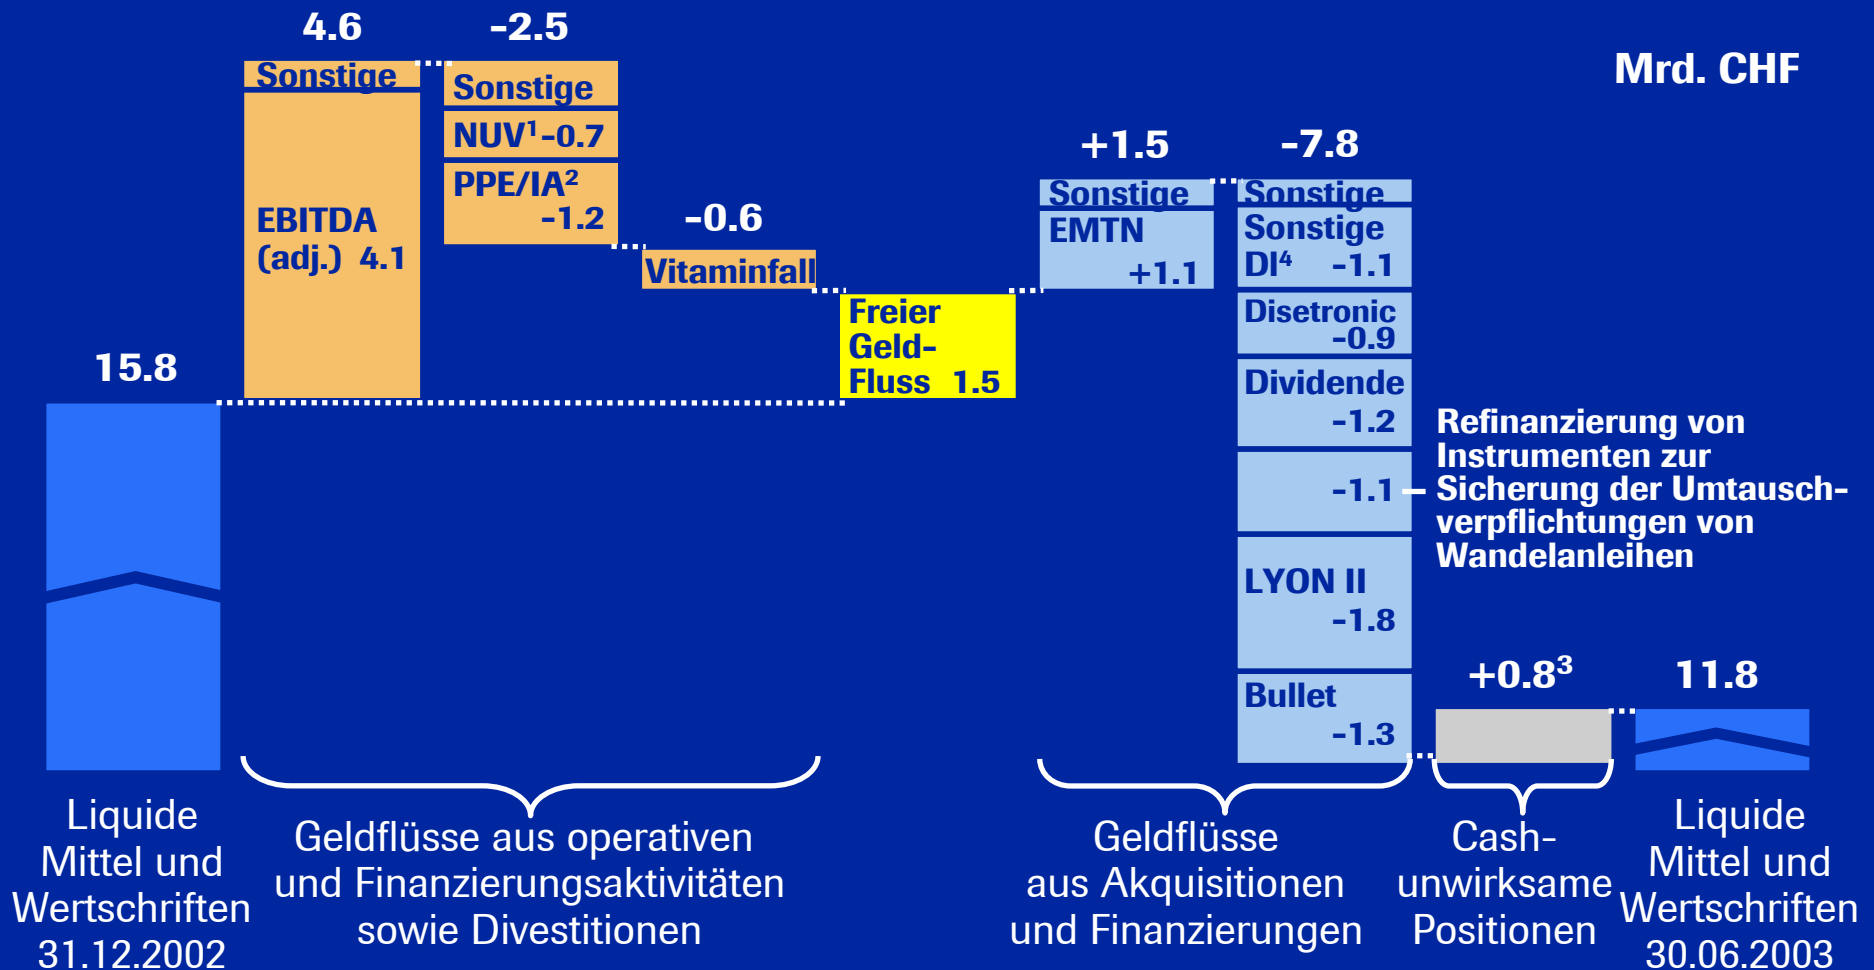 Mrd. CHF
15.8
4.6
Sonstige
EBITDA
(adj.) 4.1
-2.5
Sonstige
NUV¹-0.7
PPE/IA²
-1.2
-0.6
Vitaminfall
Freier
Geld-
Fluss 1.5
+1.5
Sonstige
EMTN
+1.1
-7.8
Sonstige
Sonstige
DI⁴ -1.1
Disetronic
-0.9
Dividende
-1.2
-1.1
LYON II
-1.8
Bullet
-1.3
Refinanzierung von
Instrumenten zur
Sicherung der Umtausch-
verpflichtungen von
Wandelanleihen
+0.8³
11.8
Liquide
Mittel und
Wertschriften
31.12.2002
Geldflüsse aus operativen
und Finanzierungsaktivitäten
sowie Divestitionen
Geldflüsse
aus Akquisitionen
und Finanzierungen
Cash-
unwirksame
Positionen
Liquide
Mittel und
Wertschriften
30.06.2003